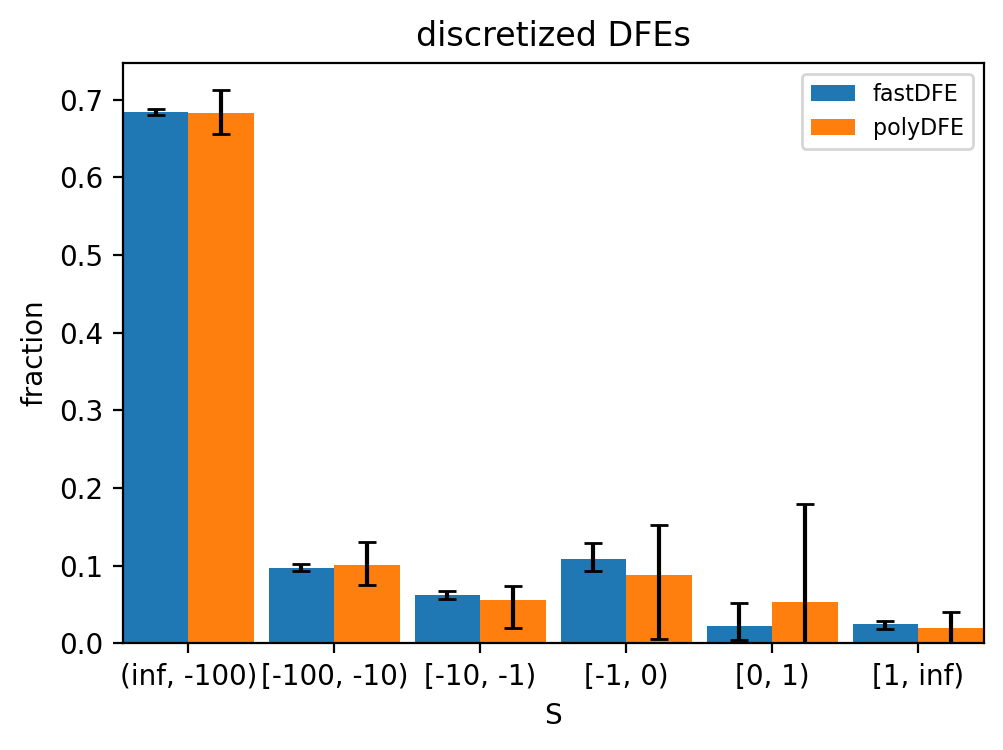 discretized DFEs
fastDFE
polyDFE
fraction
0.7
0.6
0.5
0.4
0.3
0.2
0.1
0.0
(inf, -100) [-100, -10) [-10, -1) [-1, 0) [0, 1) [1, inf)
S